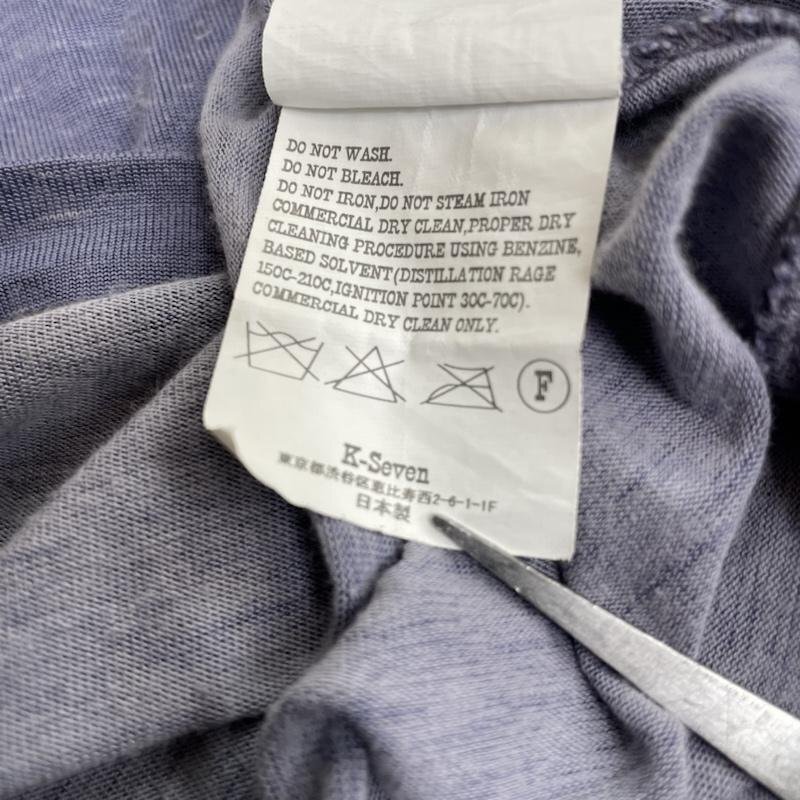 DO NOT WASH.
DO NOT BLEACH.
DO NOT IRON,DO NOT STEAM IRON
COMMERCIAL DRY CLEAN,PROPER DRY
CLEANING PROCEDURE USING BENZINE,
BASED SOLVENT(DISTILLATION RAGE
150C-210C,IGNITION POINT 30C-70C).
COMMERCIAL DRY CLEAN ONLY.
F
K-Seven
東京都渋谷区恵比寿西2-6-1-1F
日本製